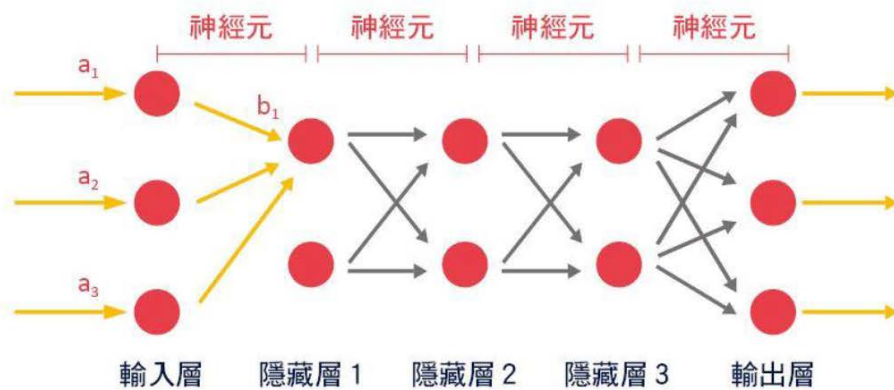 神經元 神經元 神經元 神經元
a₁
b₁
a₂
a₃
輸入層 隱藏層 1 隱藏層 2 隱藏層 3 輸出層